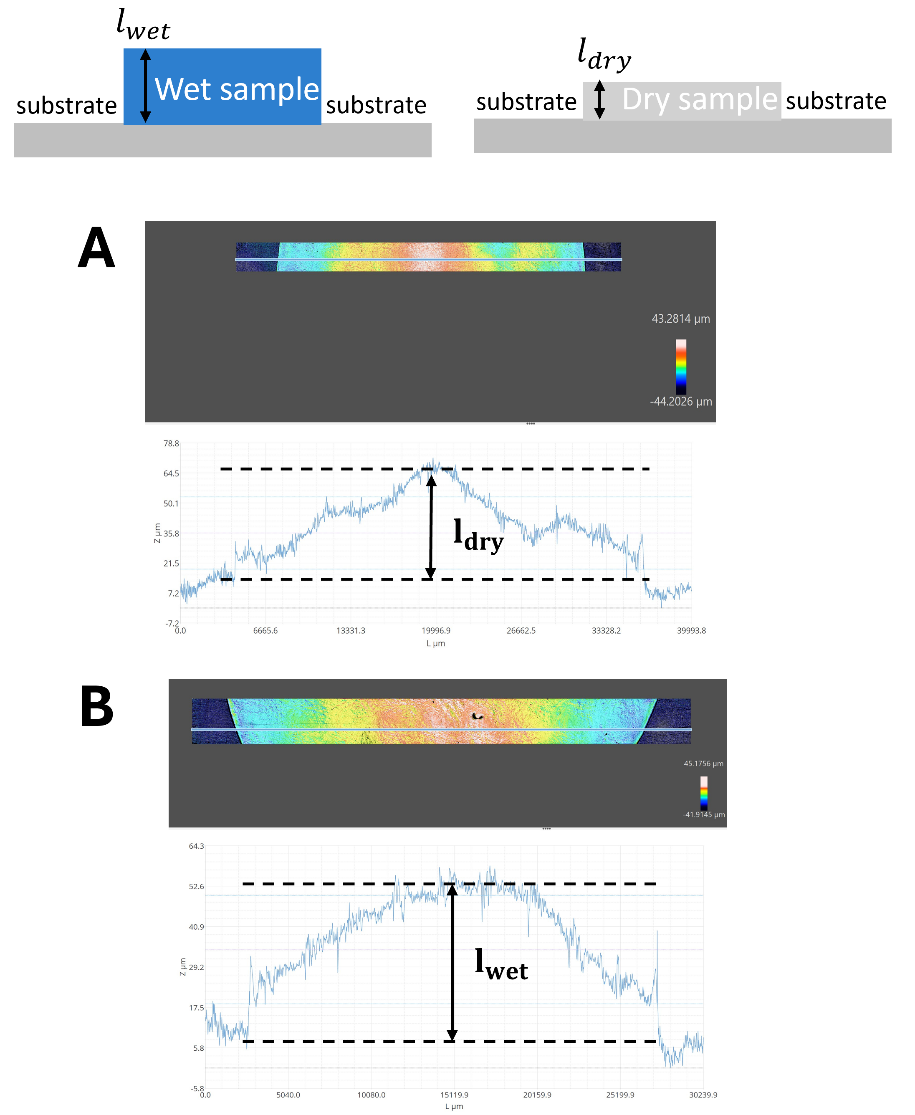 l_wet
Wet sample
substrate
substrate
l_dry
Dry sample
substrate
substrate
A
43.2814 μm
-44.2026 μm
78.8
64.5
50.1
35.8
21.5
7.2
-7.2
Z μm
0.0 6665.6 13331.3 19996.9 26662.5 33328.2 39993.8
L μm
l_dry
B
45.1756 μm
-41.9145 μm
64.3
52.6
40.9
29.2
17.5
5.8
-5.8
Z μm
0.0 5040.0 10080.0 15119.9 20159.9 25199.9 30239.9
L μm
l_wet